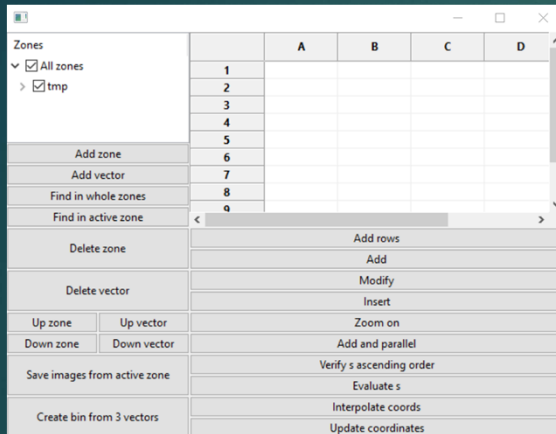 Zones
All zones
tmp
Add zone
Add vector
Find in whole zones
Find in active zone
Delete zone
Delete vector
Up zone Up vector
Down zone Down vector
Save images from active zone
Create bin from 3 vectors
A B C D
1
2
3
4
5
6
7
8
9
Add rows
Add
Modify
Insert
Zoom on
Add and parallel
Verify s ascending order
Evaluate s
Interpolate coords
Update coordinates